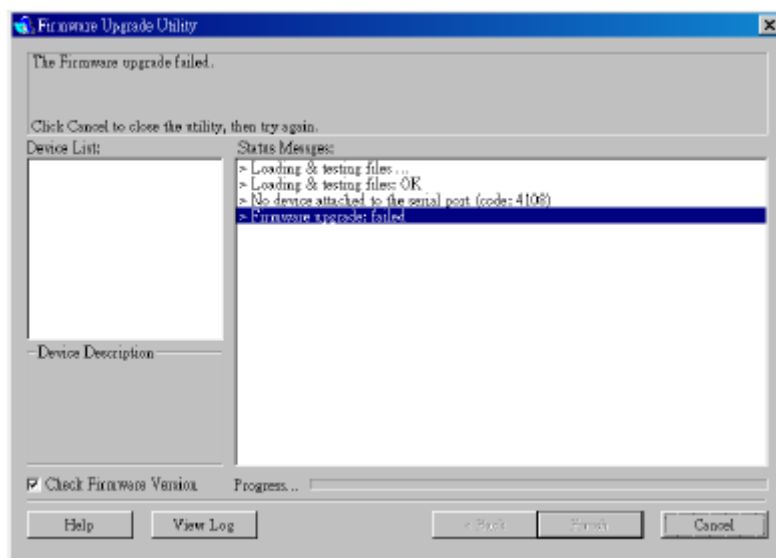 Firmware Upgrade Utility
The Firmware upgrade failed.
Click Cancel to close the utility, then try again.
Device List:
Status Messages:
> Loading & testing files ...
> Loading & testing files: OK
> No device attached to the serial port (code: 4108)
> Firmware upgrade: failed
Device Description
Check Firmware Version
Progress...
Help
View Log
< Back
Finish
Cancel